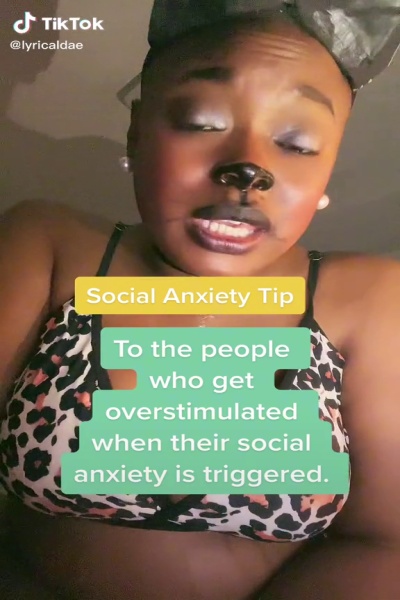 TikTok
@lyricaldae
Social Anxiety Tip
To the people
who get
overstimulated
when their social
anxiety is triggered.